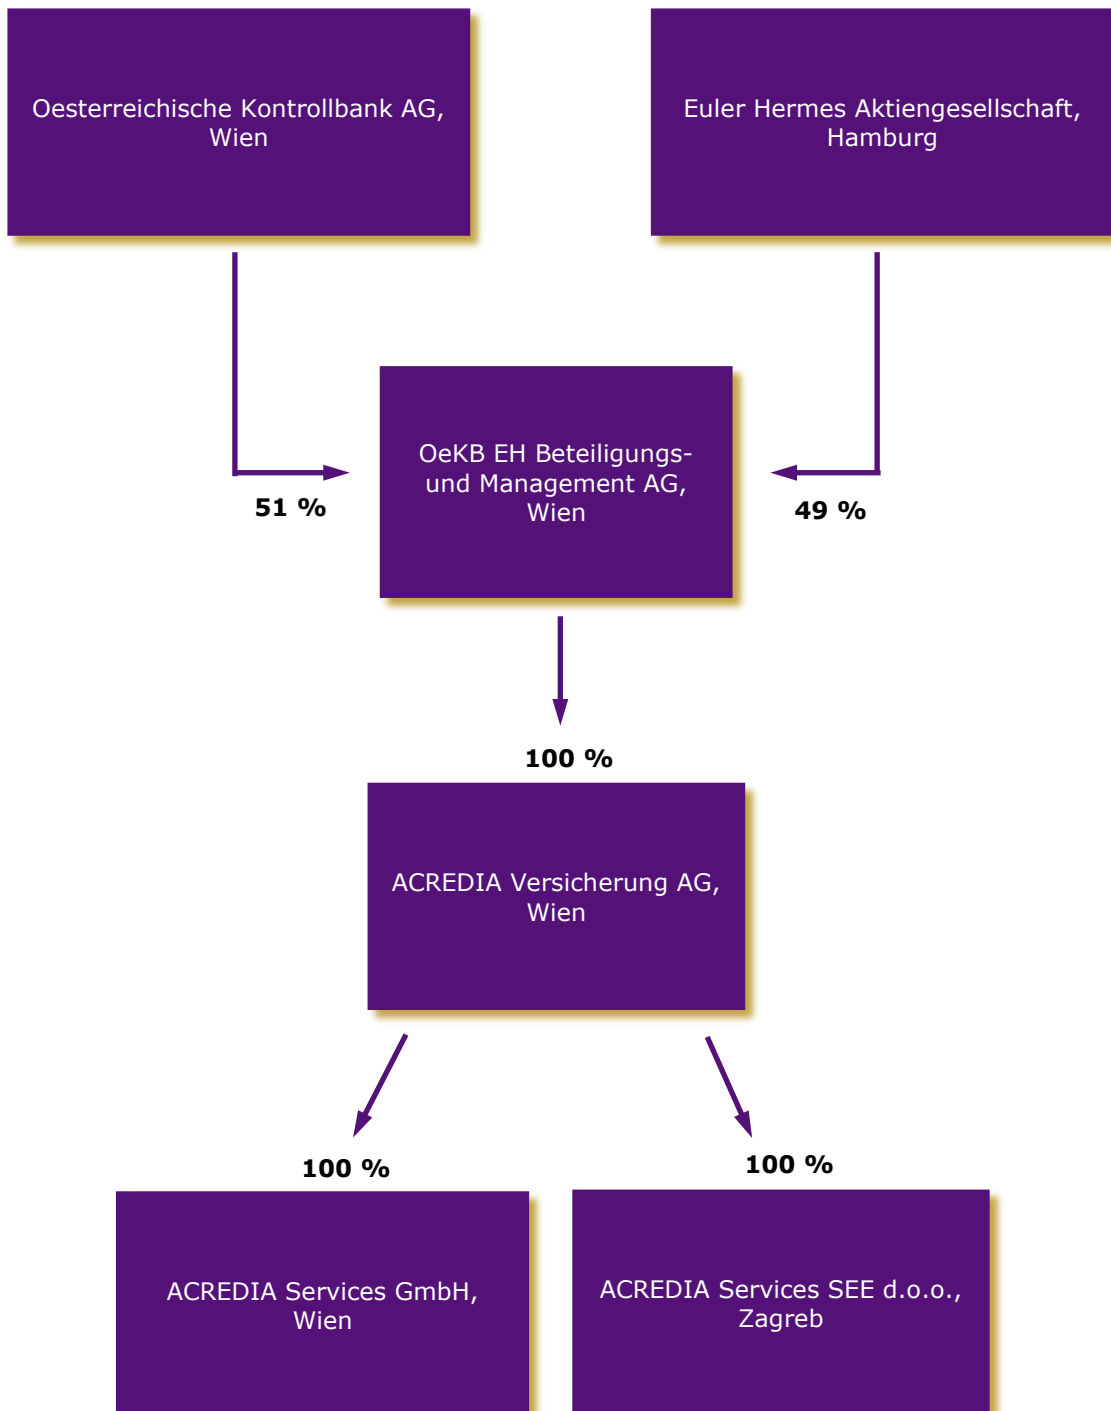 Oesterreichische Kontrollbank AG,
Wien
Euler Hermes Aktiengesellschaft,
Hamburg
OeKB EH Beteiligungs-
und Management AG,
Wien
51 %
49 %
100 %
ACREDIA Versicherung AG,
Wien
100 %
100 %
ACREDIA Services GmbH,
Wien
ACREDIA Services SEE d.o.o.,
Zagreb